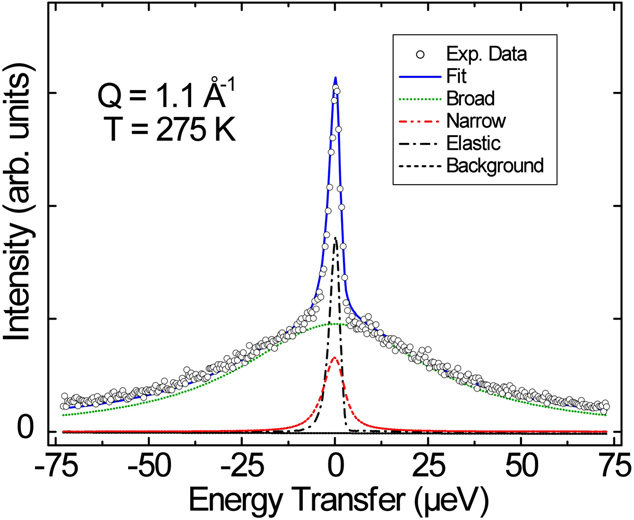 Q = 1.1 Å-1
T = 275 K
Exp. Data
Fit
Broad
Narrow
Elastic
Background
Intensity (arb. units)
0
-75 -50 -25 0 25 50 75
Energy Transfer (µeV)